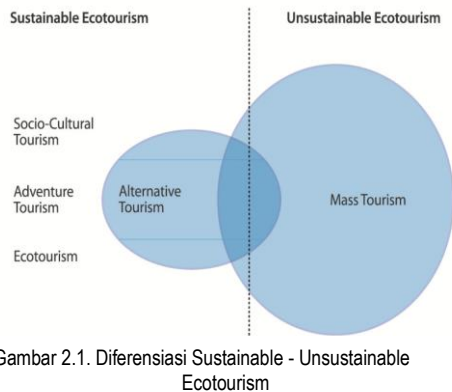 Sustainable Ecotourism
Unsustainable Ecotourism
Socio-Cultural
Tourism
Adventure
Tourism
Ecotourism
Alternative
Tourism
Mass Tourism
Gambar 2.1. Diferensiasi Sustainable - Unsustainable
Ecotourism